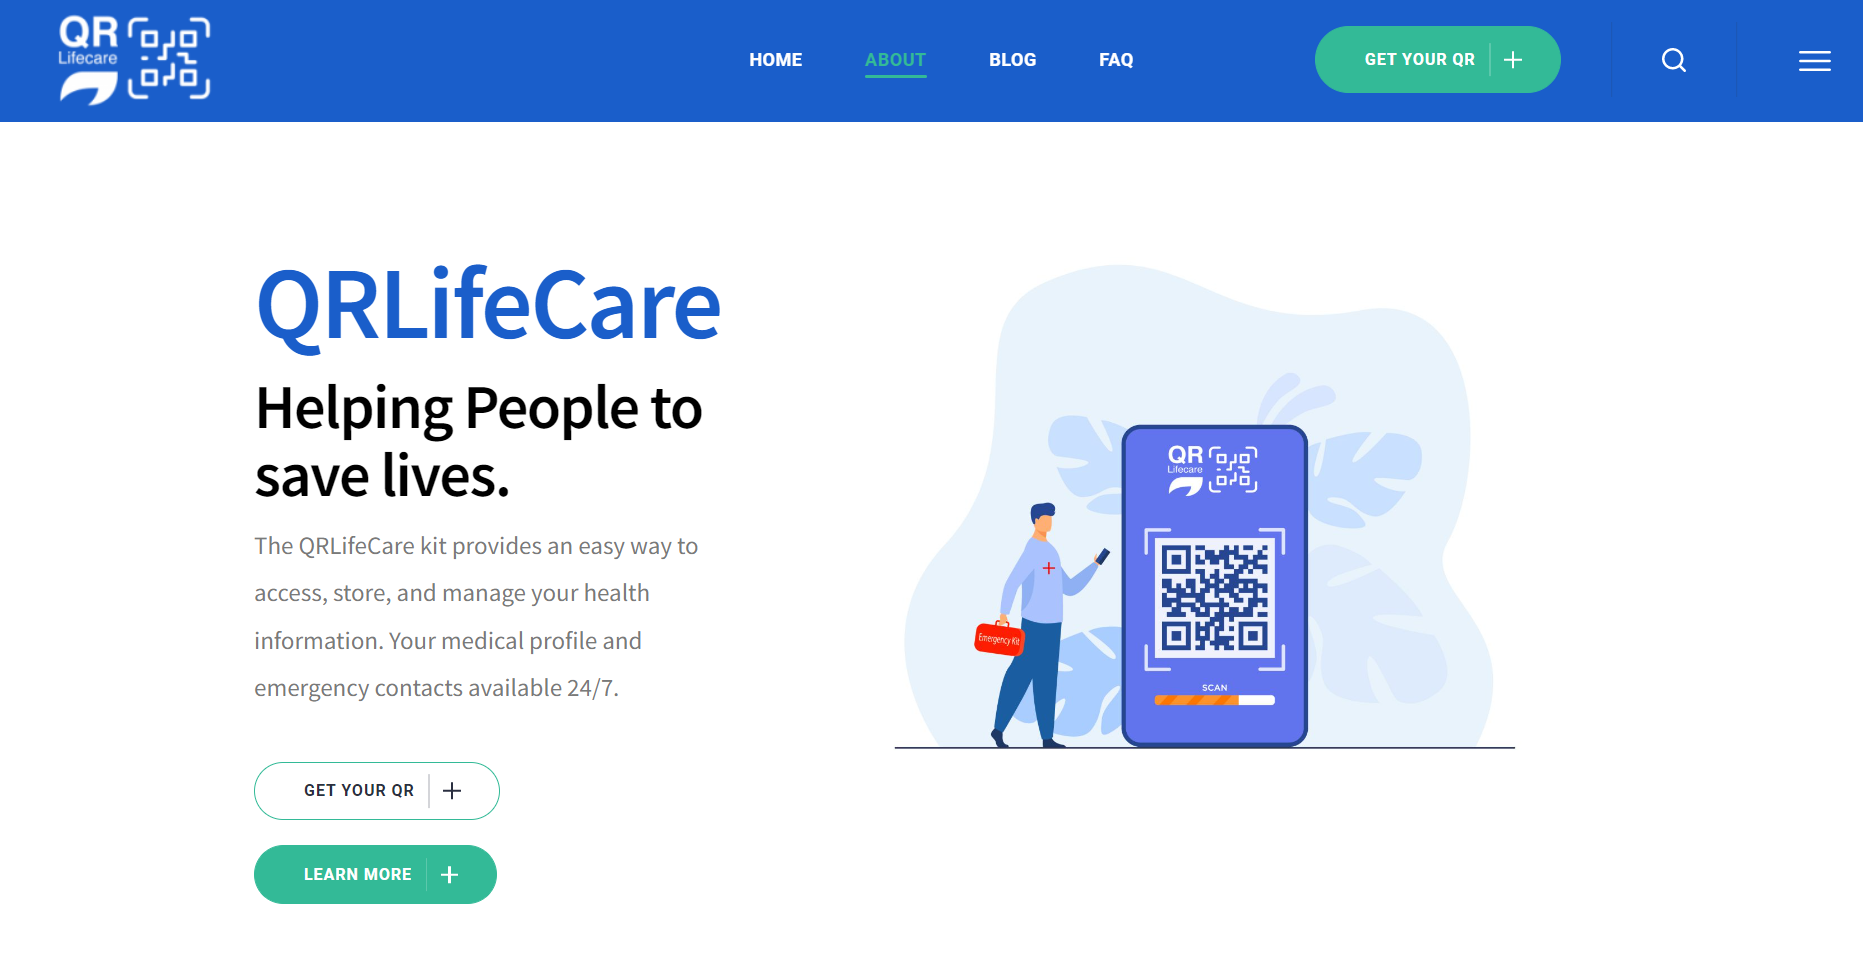 QR
Lifecare
HOME
ABOUT
BLOG
FAQ
GET YOUR QR
QRLifeCare
Helping People to
save lives.
The QRLifeCare kit provides an easy way to
access, store, and manage your health
information. Your medical profile and
emergency contacts available 24/7.
GET YOUR QR
LEARN MORE
QR
Lifecare
Emergency Kit
SCAN